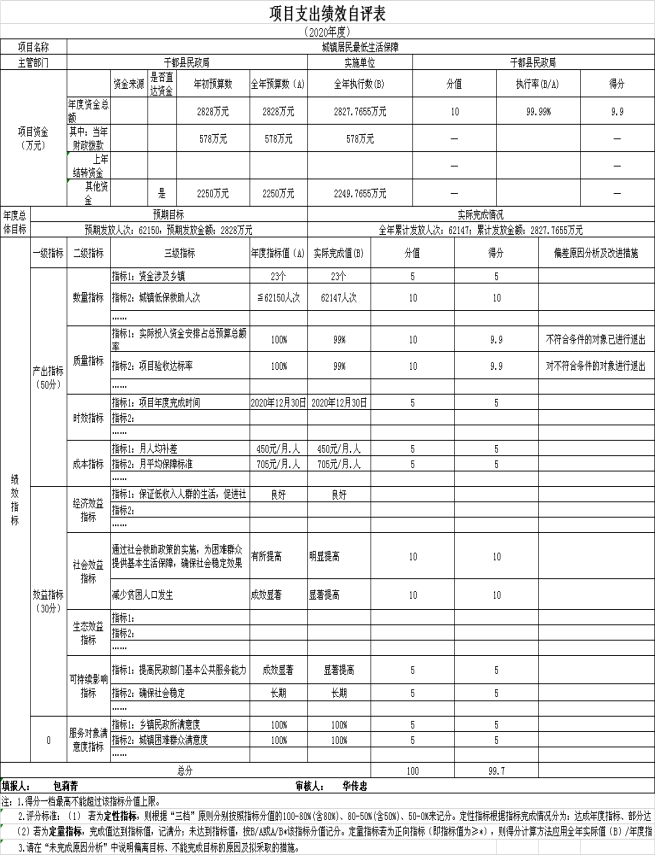 项目支出绩效自评表
（2020年度）
项目名称 城镇居民最低生活保障
主管部门 于都县民政局 实施单位 于都县民政局
项目资金（万元） 资金来源 是否直达资金 年初预算数 全年预算数（A） 全年执行数(B) 分值 执行率(B/A) 得分
年度资金总额 2828万元 2828万元 2827.7655万元 10 99.99% 9.9
其中：当年财政拨款 578万元 578万元 578万元 — —
上年结转资金 — —
其他资金 是 2250万元 2250万元 2249.7655万元 — —
年度总体目标 预期目标 实际完成情况
预期发放人次：62150，预期发放金额：2828万元 全年累计发放人次：62147；累计发放金额：2827.7655万元
绩效指标 一级指标 二级指标 三级指标 年度指标值（A） 实际完成值(B) 分值 得分 偏差原因分析及改进措施
产出指标（50分） 数量指标 指标1：资金涉及乡镇 23个 23个 5 5
指标2：城镇低保救助人次 ≦62150人次 62147人次 10 10
……
质量指标 指标1：实际投入资金安排占总预算总额率 100% 99% 10 9.9 不符合条件的对象已进行退出
指标2：项目验收达标率 100% 99% 10 9.9 对不符合条件的对象进行退出
……
时效指标 指标1：项目年度完成时间 2020年12月30日 2020年12月30日 5 5
指标2：
……
成本指标 指标1：月人均补差 450元/月.人 450元/月.人 5 5
指标2：月平均保障标准 705元/月.人 705元/月.人 5 5
……
效益指标（30分） 经济效益指标 指标1：保证低收入人群的生活，促进社 良好 良好
指标2：
……
社会效益指标 通过社会救助政策的实施，为困难群众提供基本生活保障，确保社会稳定效果 有所提高 明显提高 10 10
减少贫困人口发生 成效显著 显著提高 10 10
生态效益指标 指标1：
指标2：
……
可持续影响指标 指标1：提高民政部门基本公共服务能力 成效显著 显著提高 5 5
指标2：确保社会稳定 长期 长期 5 5
……
0 服务对象满意度指标 指标1：乡镇民政所满意度 100% 100% 5 5
指标2：城镇困难群众满意度 100% 100% 5 5
……
总分 100 99.7
填报人： 包莉菁 审核人： 华传忠
注：1.得分一档最高不能超过该指标分值上限。
2.评分标准：（1）若为定性指标，则根据“三档”原则分别按照指标分值的100-80%(含80%)、80-50%(含50%)、50-0%来记分。定性指标根据指标完成情况分为：达成年度指标、部分达
（2）若为定量指标，完成值达到指标值，记满分；未达到指标值，按B/A或A/B*该指标分值记分。定量指标若为正向指标（即指标值为≥*），则得分计算方法应用全年实际值（B）/年度指
3.请在“未完成原因分析”中说明偏离目标、不能完成目标的原因及拟采取的措施。